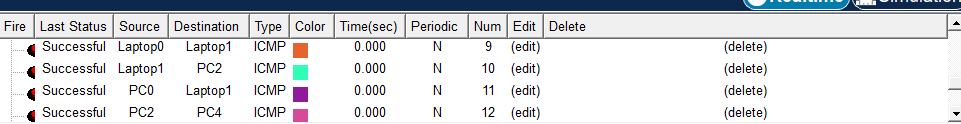 Realtime Simulation
Fire Last Status Source Destination Type Color Time(sec) Periodic Num Edit Delete
Successful Laptop0 Laptop1 ICMP 0.000 N 9 (edit) (delete)
Successful Laptop1 PC2 ICMP 0.000 N 10 (edit) (delete)
Successful PC0 Laptop1 ICMP 0.000 N 11 (edit) (delete)
Successful PC2 PC4 ICMP 0.000 N 12 (edit) (delete)